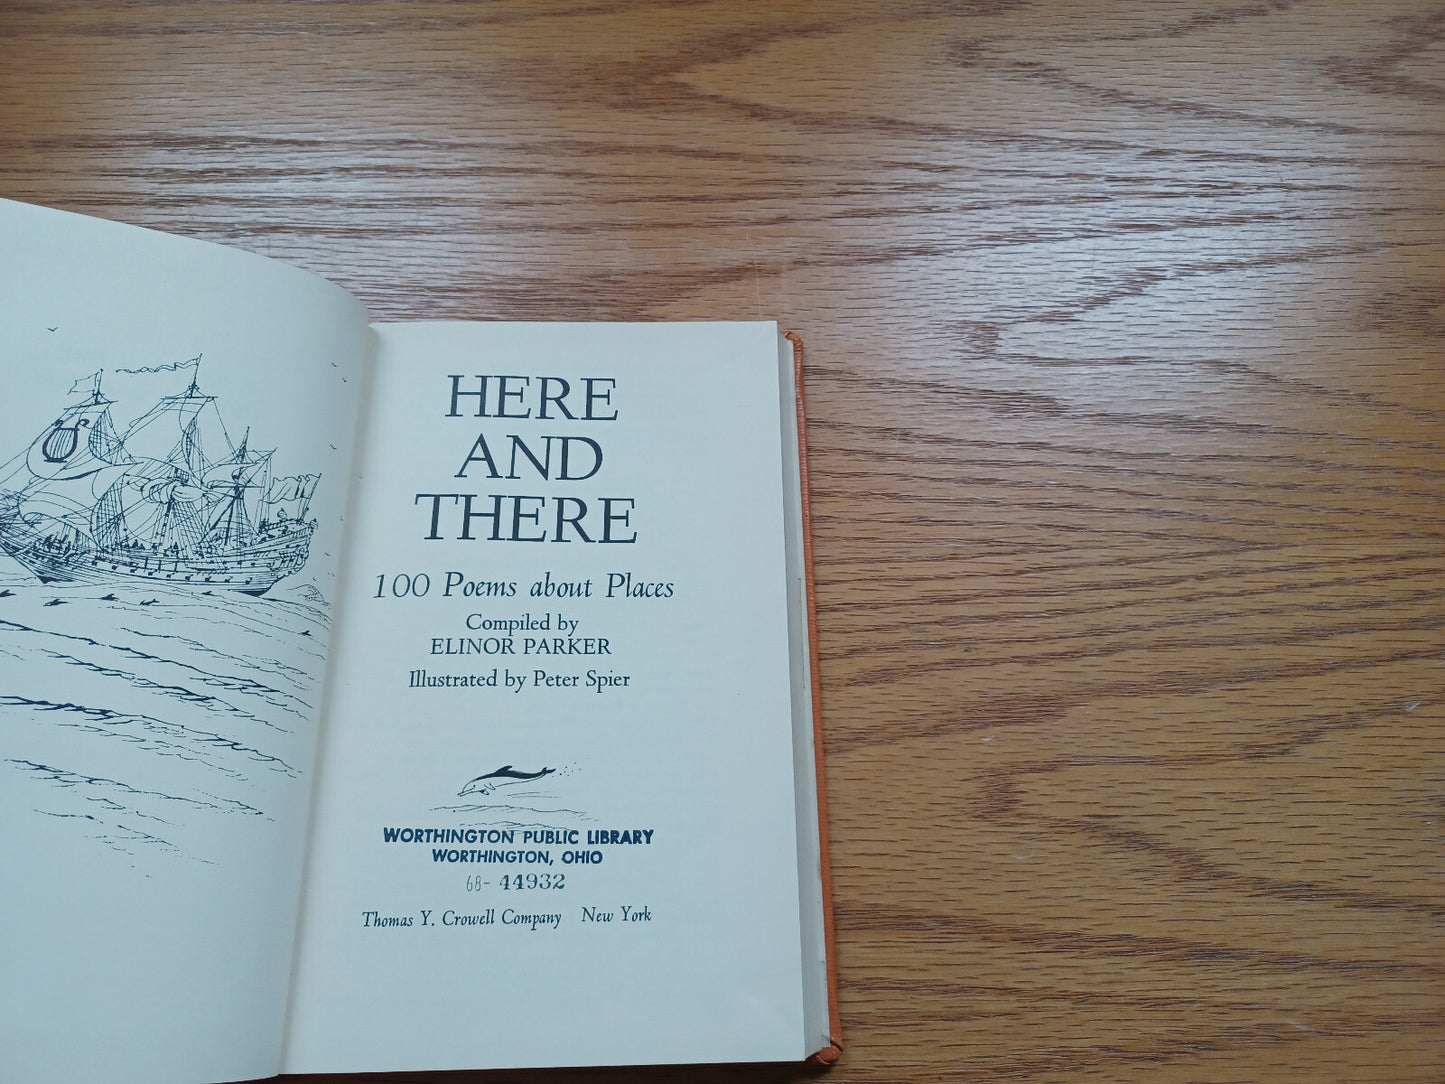 HERE
AND
THERE
100 Poems about Places
Compiled by
ELINOR PARKER
Illustrated by Peter Spier
WORTHINGTON PUBLIC LIBRARY
WORTHINGTON, OHIO
68- 44932
Thomas Y. Crowell Company New York